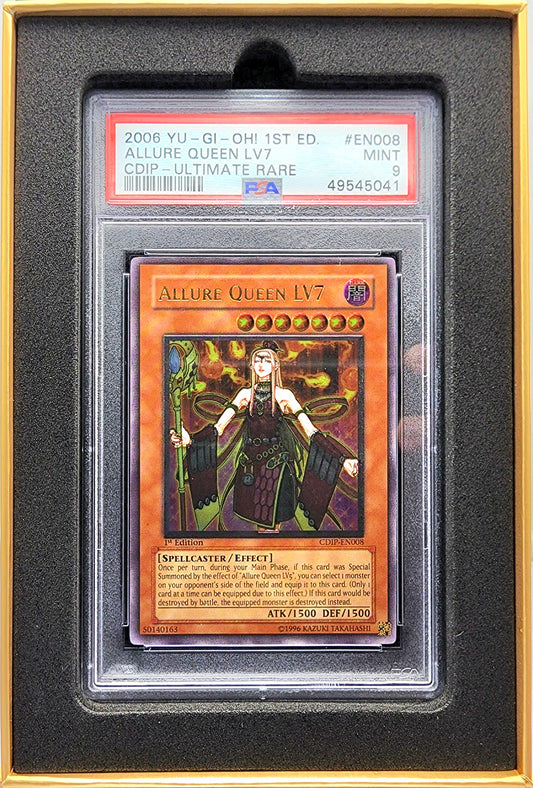 2006 YU-GI-OH! 1ST ED. #EN008
ALLURE QUEEN LV7 MINT
CDIP-ULTIMATE RARE 9
PSA 49545041
ALLURE QUEEN LV7 闇
1st Edition CDIP-EN008
[SPELLCASTER / EFFECT]
Once per turn, during your Main Phase, if this card was Special
Summoned by the effect of "Allure Queen LV5", you can select 1 monster
on your opponent's side of the field and equip it to this card. (Only 1
card at a time can be equipped due to this effect.) If this card would be
destroyed by battle, the equipped monster is destroyed instead.
ATK/1500 DEF/1500
50140163 ©1996 KAZUKI TAKAHASHI
PSA